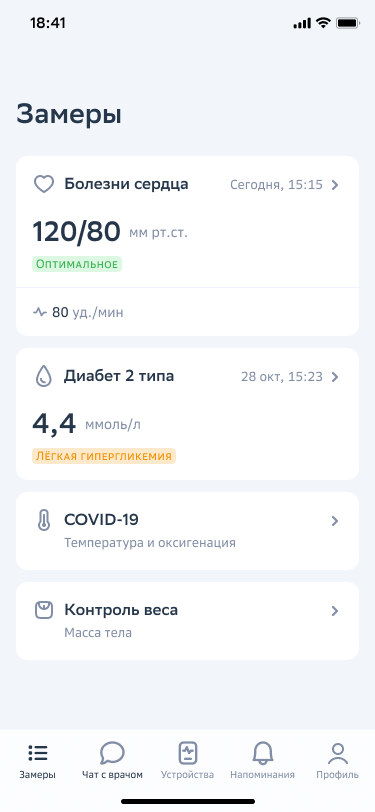 18:41
Замеры
Болезни сердца
Сегодня, 15:15
120/80 мм рт.ст.
Оптимальное
80 уд./мин
Диабет 2 типа
28 окт, 15:23
4,4 ммоль/л
Лёгкая гипергликемия
COVID-19
Температура и оксигенация
Контроль веса
Масса тела
Замеры
Чат с врачом
Устройства
Напоминания
Профиль